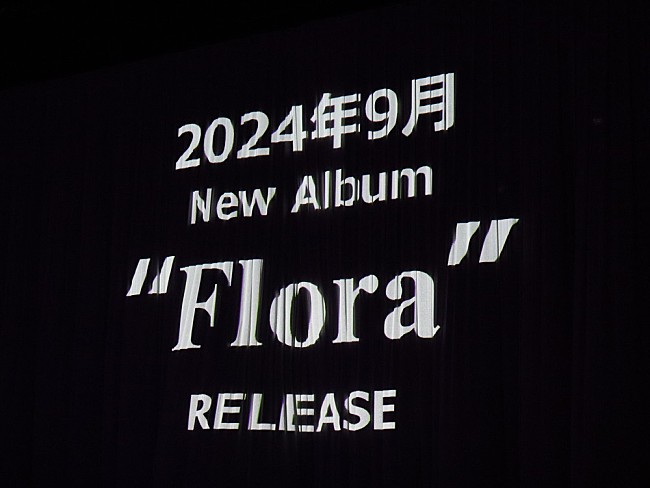 2024年9月
New Album
“Flora”
RELEASE